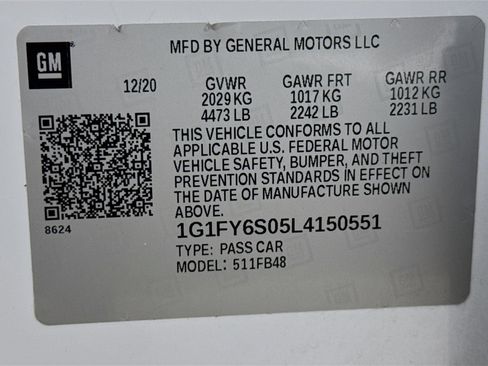 GM
MFD BY GENERAL MOTORS LLC
12/20 GVWR GAWR FRT GAWR RR
2029 KG 1017 KG 1012 KG
4473 LB 2242 LB 2231 LB
THIS VEHICLE CONFORMS TO ALL
APPLICABLE U.S. FEDERAL MOTOR
VEHICLE SAFETY, BUMPER, AND THEFT
PREVENTION STANDARDS IN EFFECT ON
THE DATE OF MANUFACTURE SHOWN
ABOVE.
8624
1G1FY6S05L4150551
TYPE: PASS CAR
MODEL: 511FB48